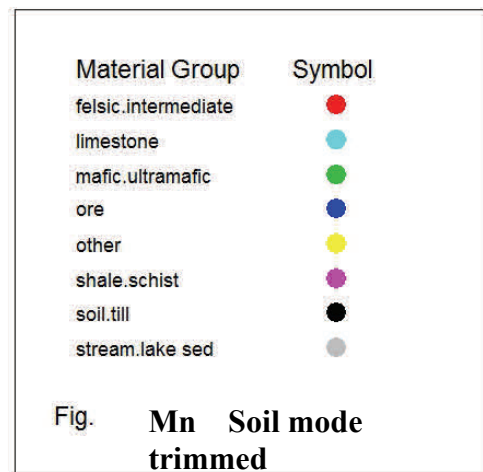 Material Group Symbol
felsic.intermediate
limestone
mafic.ultramafic
ore
other
shale.schist
soil.till
stream.lake sed
Fig. Mn Soil mode
trimmed